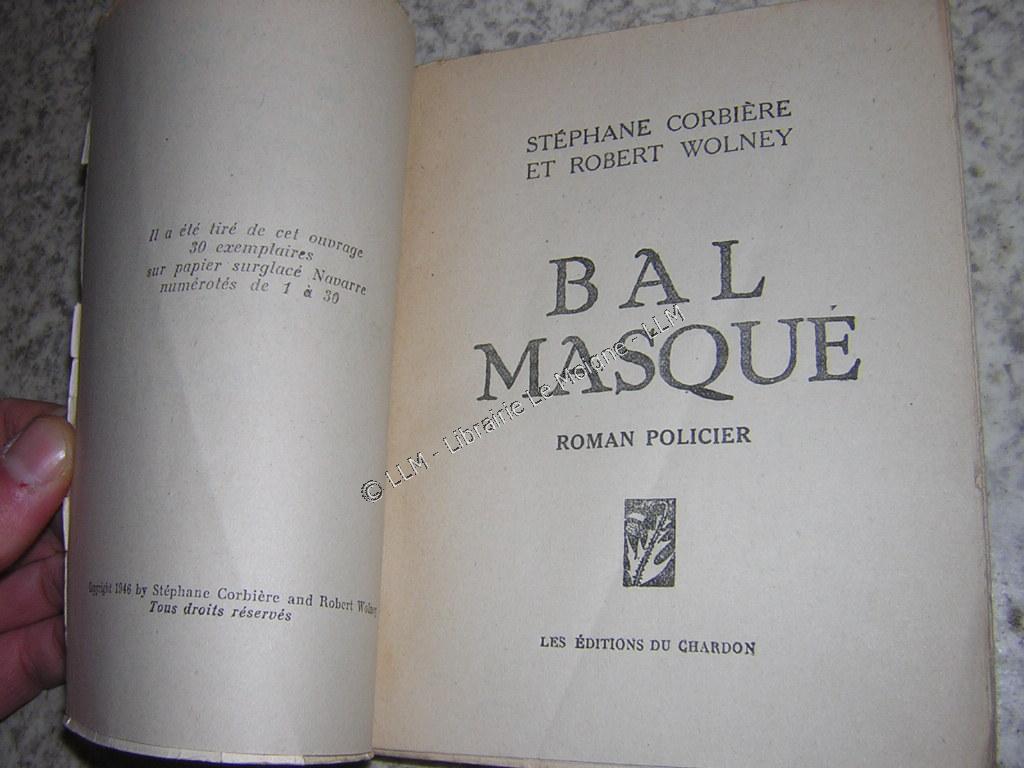 Il a été tiré de cet ouvrage
30 exemplaires
sur papier surglacé Navarre
numérotés de 1 à 30
Copyright 1946 by Stéphane Corbière and Robert Wolney
Tous droits réservés
STÉPHANE CORBIÈRE
ET ROBERT WOLNEY
BAL
MASQUÉ
ROMAN POLICIER
LES ÉDITIONS DU CHARDON
© LLM - Librairie Le Moigne - LLM